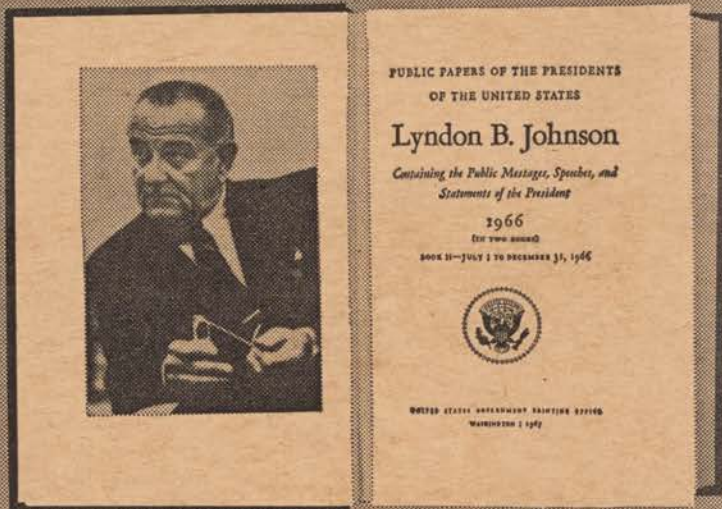 PUBLIC PAPERS OF THE PRESIDENTS
OF THE UNITED STATES
Lyndon B. Johnson
Containing the Public Messages, Speeches, and
Statements of the President
1966
(IN TWO BOOKS)
BOOK II—JULY 1 TO DECEMBER 31, 1966
UNITED STATES GOVERNMENT PRINTING OFFICE
WASHINGTON : 1967